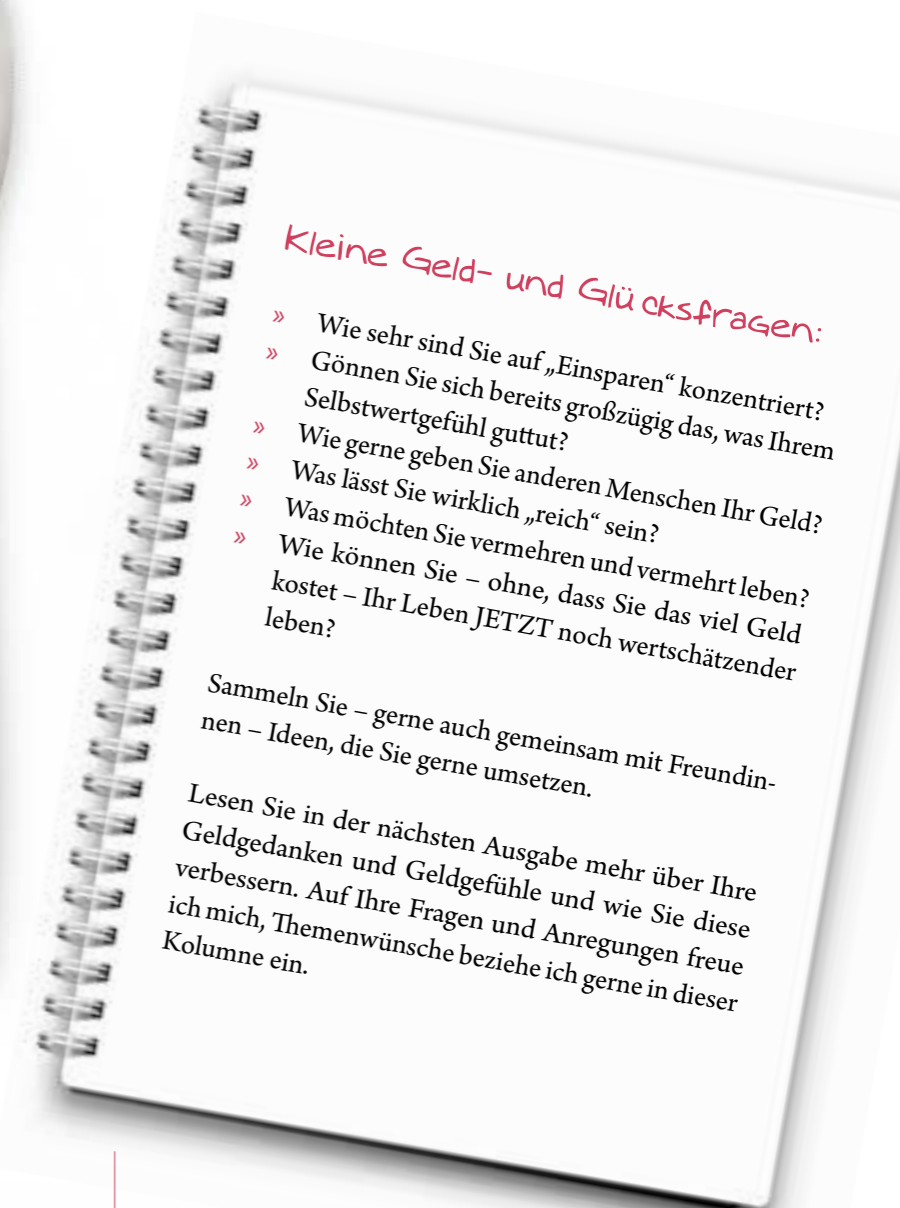 Kleine Geld- und Glücksfragen:
» Wie sehr sind Sie auf „Einsparen“ konzentriert?
» Gönnen Sie sich bereits großzügig das, was Ihrem
Selbstwertgefühl guttut?
» Wie gerne geben Sie anderen Menschen Ihr Geld?
» Was lässt Sie wirklich „reich“ sein?
» Was möchten Sie vermehren und vermehrt leben?
» Wie können Sie – ohne, dass Sie das viel Geld
kostet – Ihr Leben JETZT noch wertschätzender
leben?
Sammeln Sie – gerne auch gemeinsam mit Freundin-
nen – Ideen, die Sie gerne umsetzen.
Lesen Sie in der nächsten Ausgabe mehr über Ihre
Geldgedanken und Geldgefühle und wie Sie diese
verbessern. Auf Ihre Fragen und Anregungen freue
ich mich, Themenwünsche beziehe ich gerne in dieser
Kolumne ein.